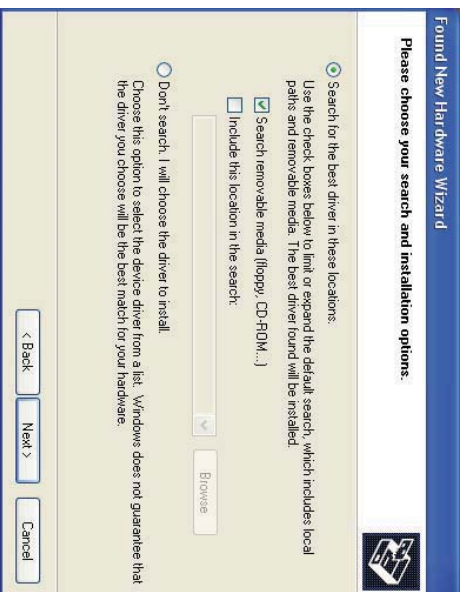 Found New Hardware Wizard
Please choose your search and installation options.
Search for the best driver in these locations.
Use the check boxes below to limit or expand the default search, which includes local
paths and removable media. The best driver found will be installed.
Search removable media (floppy, CD-ROM...)
Include this location in the search:
Browse
Don't search. I will choose the driver to install.
Choose this option to select the device driver from a list. Windows does not guarantee that
the driver you choose will be the best match for your hardware.
< Back
Next >
Cancel